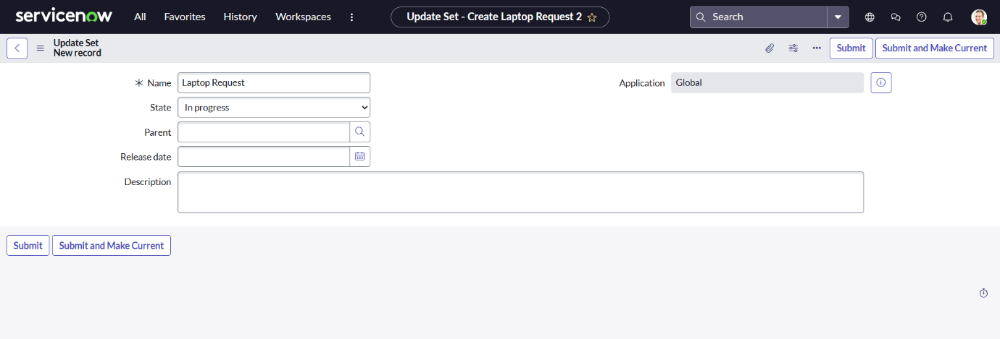 servicenow All Favorites History Workspaces Update Set - Create Laptop Request 2 Search
Update Set
New record
Submit Submit and Make Current
Name Laptop Request
Application Global
State In progress
Parent
Release date
Description
Submit Submit and Make Current